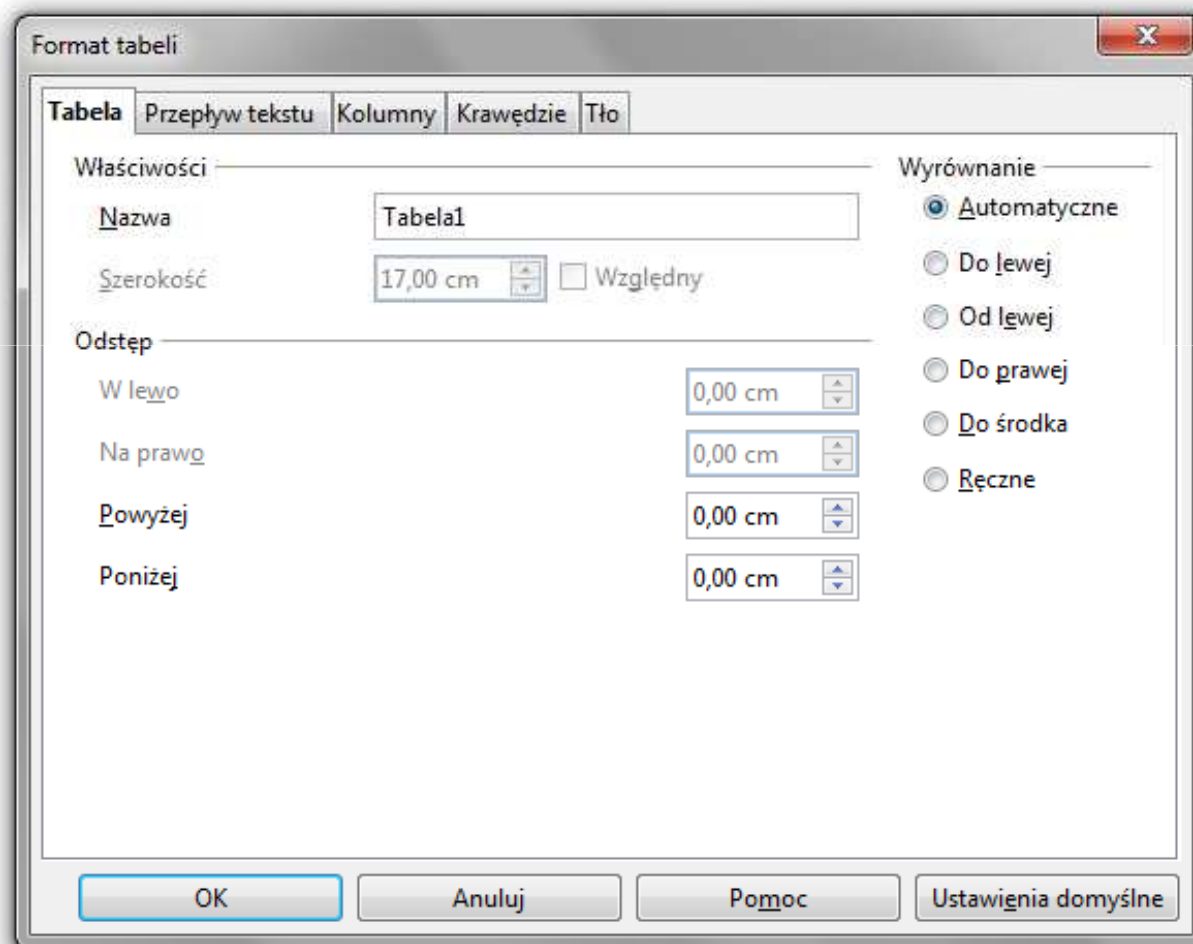 Format tabeli
Tabela Przepływ tekstu Kolumny Krawędzie Tło
Właściwości
Nazwa Tabela1
Szerokość 17,00 cm Względny
Odstęp
W lewo 0,00 cm
Na prawo 0,00 cm
Powyżej 0,00 cm
Poniżej 0,00 cm
Wyrównanie
Automatyczne
Do lewej
Od lewej
Do prawej
Do środka
Ręczne
OK Anuluj Pomoc Ustawienia domyślne